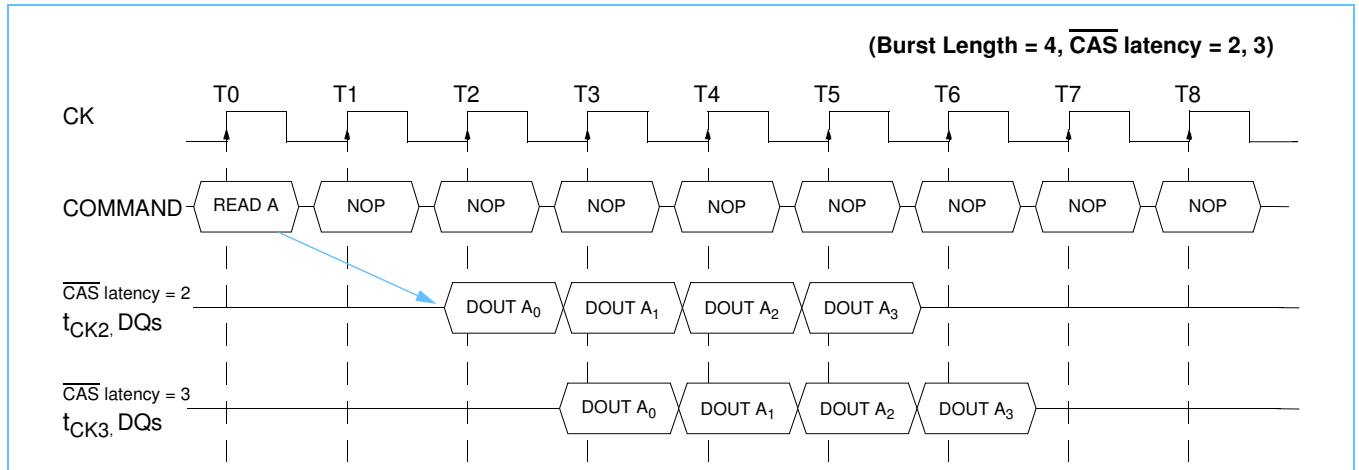 (Burst Length = 4, CAS latency = 2, 3)
T0 T1 T2 T3 T4 T5 T6 T7 T8
CK
COMMAND READ A NOP NOP NOP NOP NOP NOP NOP NOP
CAS latency = 2
tCK2, DQs
DOUT A0 DOUT A1 DOUT A2 DOUT A3
CAS latency = 3
tCK3, DQs
DOUT A0 DOUT A1 DOUT A2 DOUT A3